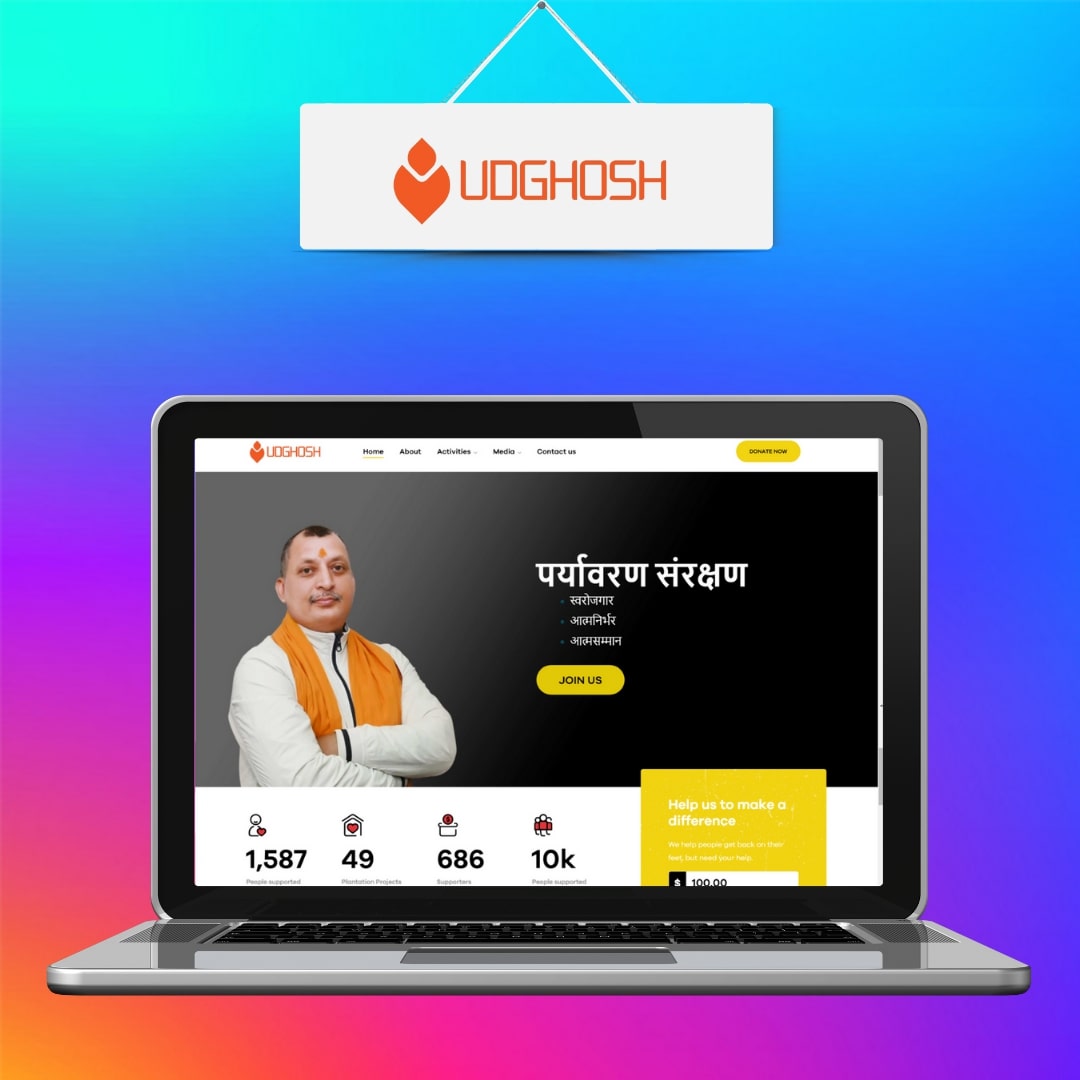 UDGHOSH
UDGHOSH
Home About Activities Media Contact us
DONATE NOW
पर्यावरण संरक्षण
स्वरोजगार
आत्मनिर्भर
आत्मसम्मान
JOIN US
1,587
People supported
49
Plantation Projects
686
Supporters
10k
People supported
Help us to make a
difference
We help people get back on their
feet, but need your help.
$ 100.00